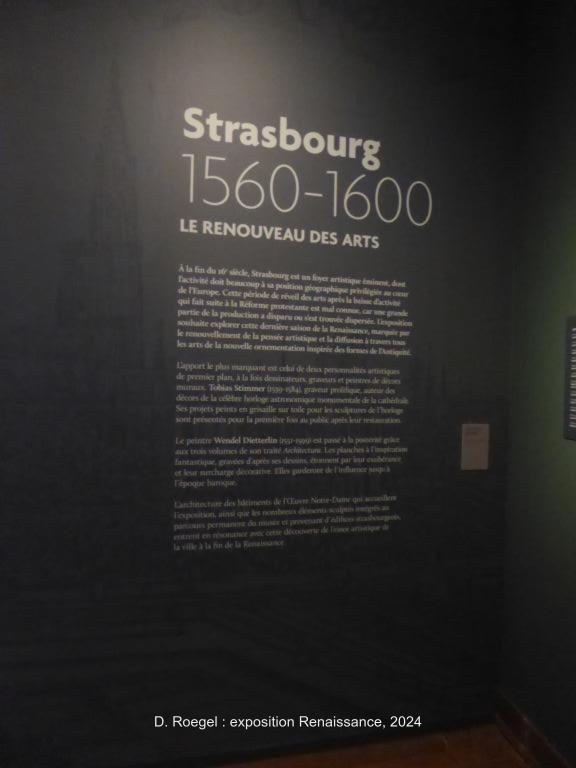 Strasbourg
1560-1600
LE RENOUVEAU DES ARTS
À la fin du 16e siècle, Strasbourg est un foyer artistique éminent, dont
l'activité doit beaucoup à sa position géographique privilégiée au cœur
de l'Europe. Cette période de réveil des arts après la baisse d'activité
qui fait suite à la Réforme protestante est mal connue, car une grande
partie de la production a disparu ou s'est trouvée dispersée. L'exposition
souhaite explorer cette dernière saison de la Renaissance, marquée par
le renouvellement de la pensée artistique et la diffusion à travers tous
les arts de la nouvelle ornementation inspirée des formes de l'Antiquité.
L'apport le plus marquant est celui de deux personnalités artistiques
de premier plan, à la fois dessinateurs, graveurs et peintres de décors
muraux. Tobias Stimmer (1539-1584), graveur prolifique, auteur des
décors de la célèbre horloge astronomique monumentale de la cathédrale.
Ses projets peints en grisaille sur toile pour les sculptures de l'horloge
sont présentés pour la première fois au public après leur restauration.
Le peintre Wendel Dietterlin (1551-1599) est passé à la postérité grâce
aux trois volumes de son traité Architectura. Les planches à l'inspiration
fantastique, gravées d'après ses dessins, étonnent par leur exubérance
et leur surcharge décorative. Elles garderont de l'influence jusqu'à
l'époque baroque.
L'architecture des bâtiments de l'Œuvre Notre-Dame qui accueillent
l'exposition, ainsi que les nombreux éléments sculptés intégrés au
parcours permanent du musée et provenant d'édifices strasbourgeois,
entrent en résonance avec cette découverte de l'essor artistique de
la ville à la fin de la Renaissance.
D. Roegel : exposition Renaissance, 2024